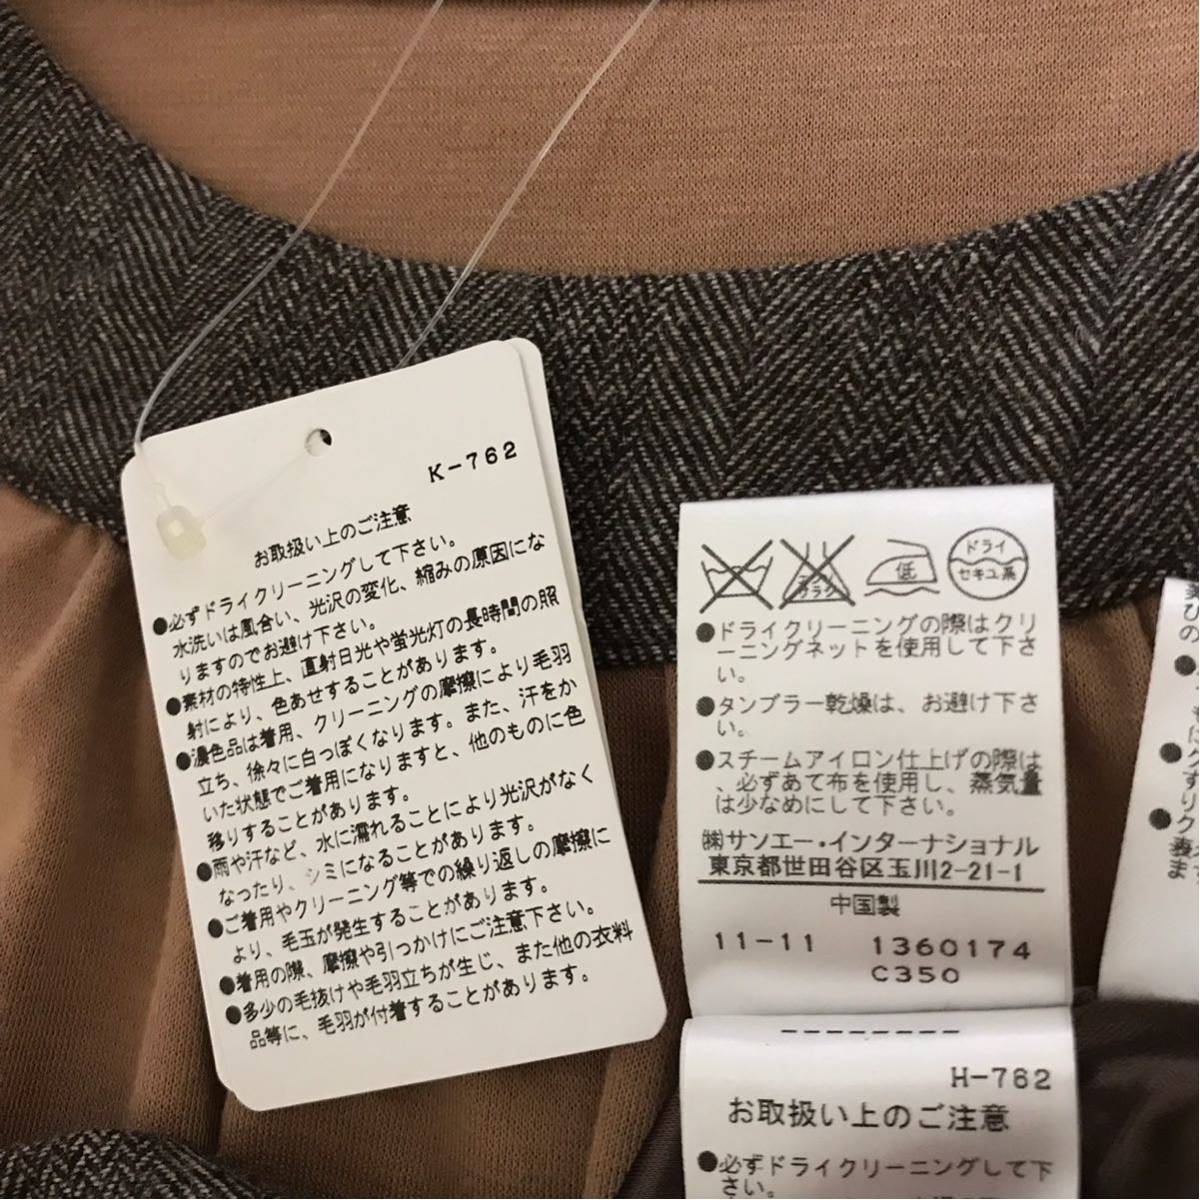 K-762
お取扱い上のご注意
●必ずドライクリーニングして下さい。
水洗いは風合い、光沢の変化、縮みの原因にな
りますのでお避け下さい。
●素材の特性上、直射日光や蛍光灯の長時間の照
射により、色あせすることがあります。
●濃色品は着用、クリーニングの摩擦により毛羽
立ち、徐々に白っぽくなります。また、汗をか
いた状態でご着用になりますと、他のものに色
移りすることがあります。
●雨や汗など、水に濡れることにより光沢がなく
なったり、シミになることがあります。
●ご着用やクリーニング等での繰り返しの摩擦に
より、毛玉が発生することがあります。
●着用の際、摩擦や引っかけにご注意下さい。
●多少の毛抜けや毛羽立ちが生じ、また他の衣料
品等に、毛羽が付着することがあります。
低
ドライ
セキユ系
●ドライクリーニングの際はクリ
ーニングネットを使用して下さ
い。
●タンブラー乾燥は、お避け下さ
い。
●スチームアイロン仕上げの際は
、必ずあて布を使用し、蒸気量
は少なめにして下さい。
㈱サンエー・インターナショナル
東京都世田谷区玉川2-21-1
中国製
11-11 1360174
C350
--------
H-762
お取扱い上のご注意
●必ずドライクリーニングして下
さい。